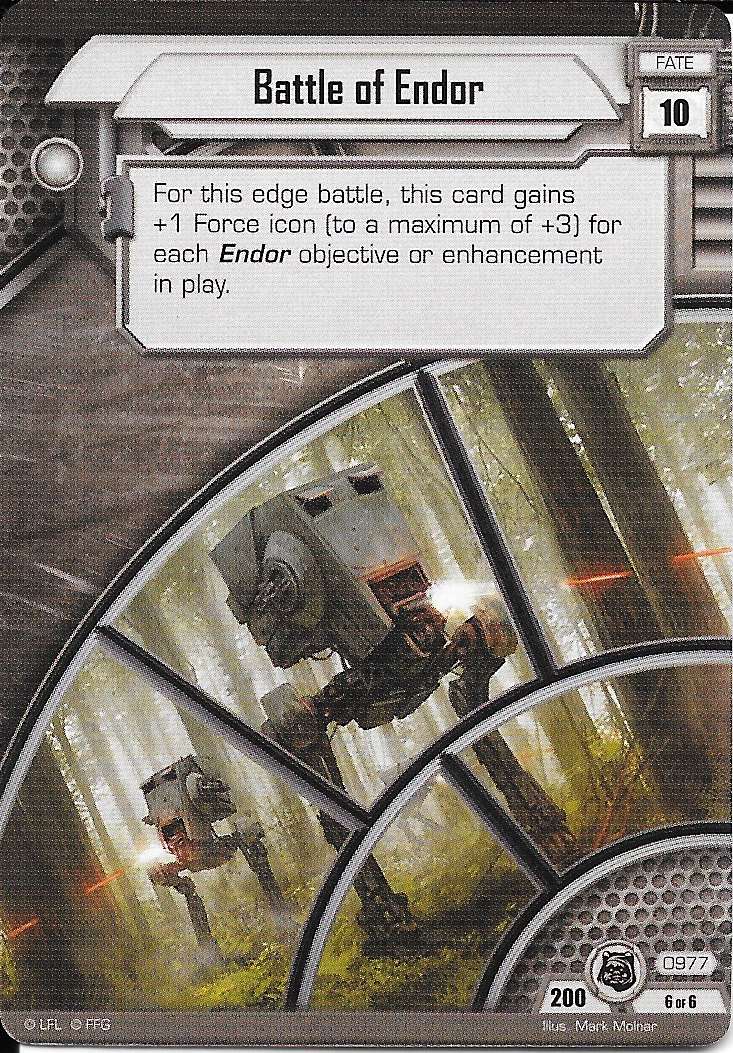 Battle of Endor
FATE
10
For this edge battle, this card gains
+1 Force icon (to a maximum of +3) for
each Endor objective or enhancement
in play.
0977
200
6 OF 6
© LFL © FFG
Illus. Mark Molnar